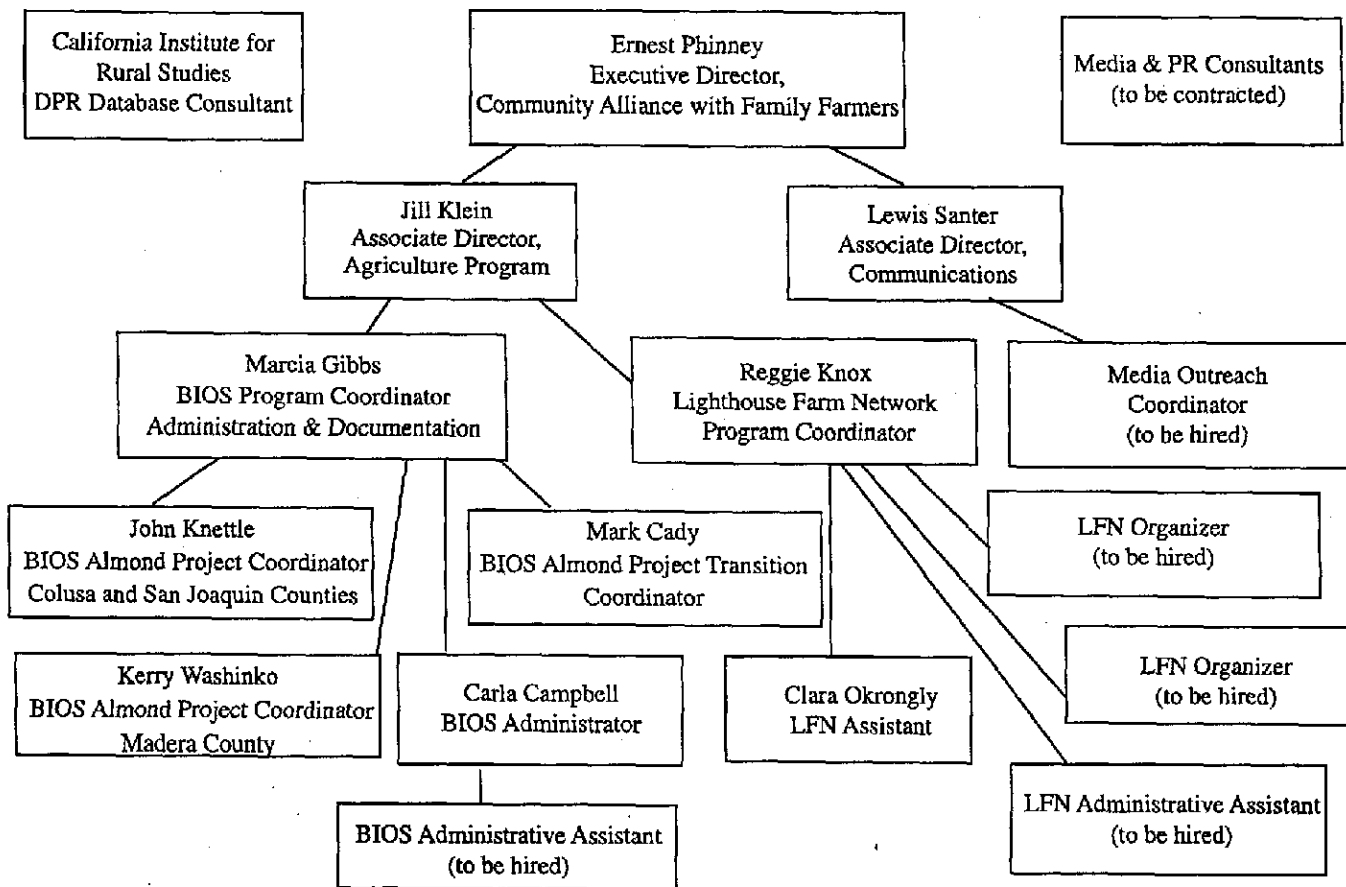 California Institute for
Rural Studies
DPR Database Consultant
Ernest Phinney
Executive Director,
Community Alliance with Family Farmers
Media & PR Consultants
(to be contracted)
Jill Klein
Associate Director,
Agriculture Program
Lewis Santer
Associate Director,
Communications
Marcia Gibbs
BIOS Program Coordinator
Administration & Documentation
Reggie Knox
Lighthouse Farm Network
Program Coordinator
Media Outreach
Coordinator
(to be hired)
John Knettle
BIOS Almond Project Coordinator
Colusa and San Joaquin Counties
Mark Cady
BIOS Almond Project Transition
Coordinator
LFN Organizer
(to be hired)
Kerry Washinko
BIOS Almond Project Coordinator
Madera County
Carla Campbell
BIOS Administrator
Clara Okrongly
LFN Assistant
LFN Organizer
(to be hired)
BIOS Administrative Assistant
(to be hired)
LFN Administrative Assistant
(to be hired)